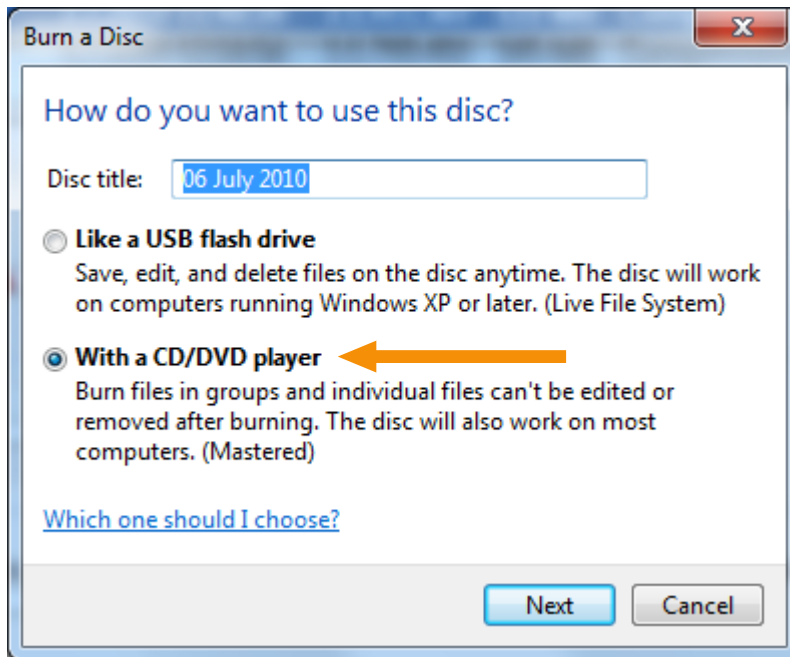 Burn a Disc
How do you want to use this disc?
Disc title: 06 July 2010
Like a USB flash drive
Save, edit, and delete files on the disc anytime. The disc will work
on computers running Windows XP or later. (Live File System)
With a CD/DVD player
Burn files in groups and individual files can't be edited or
removed after burning. The disc will also work on most
computers. (Mastered)
Which one should I choose?
Next Cancel